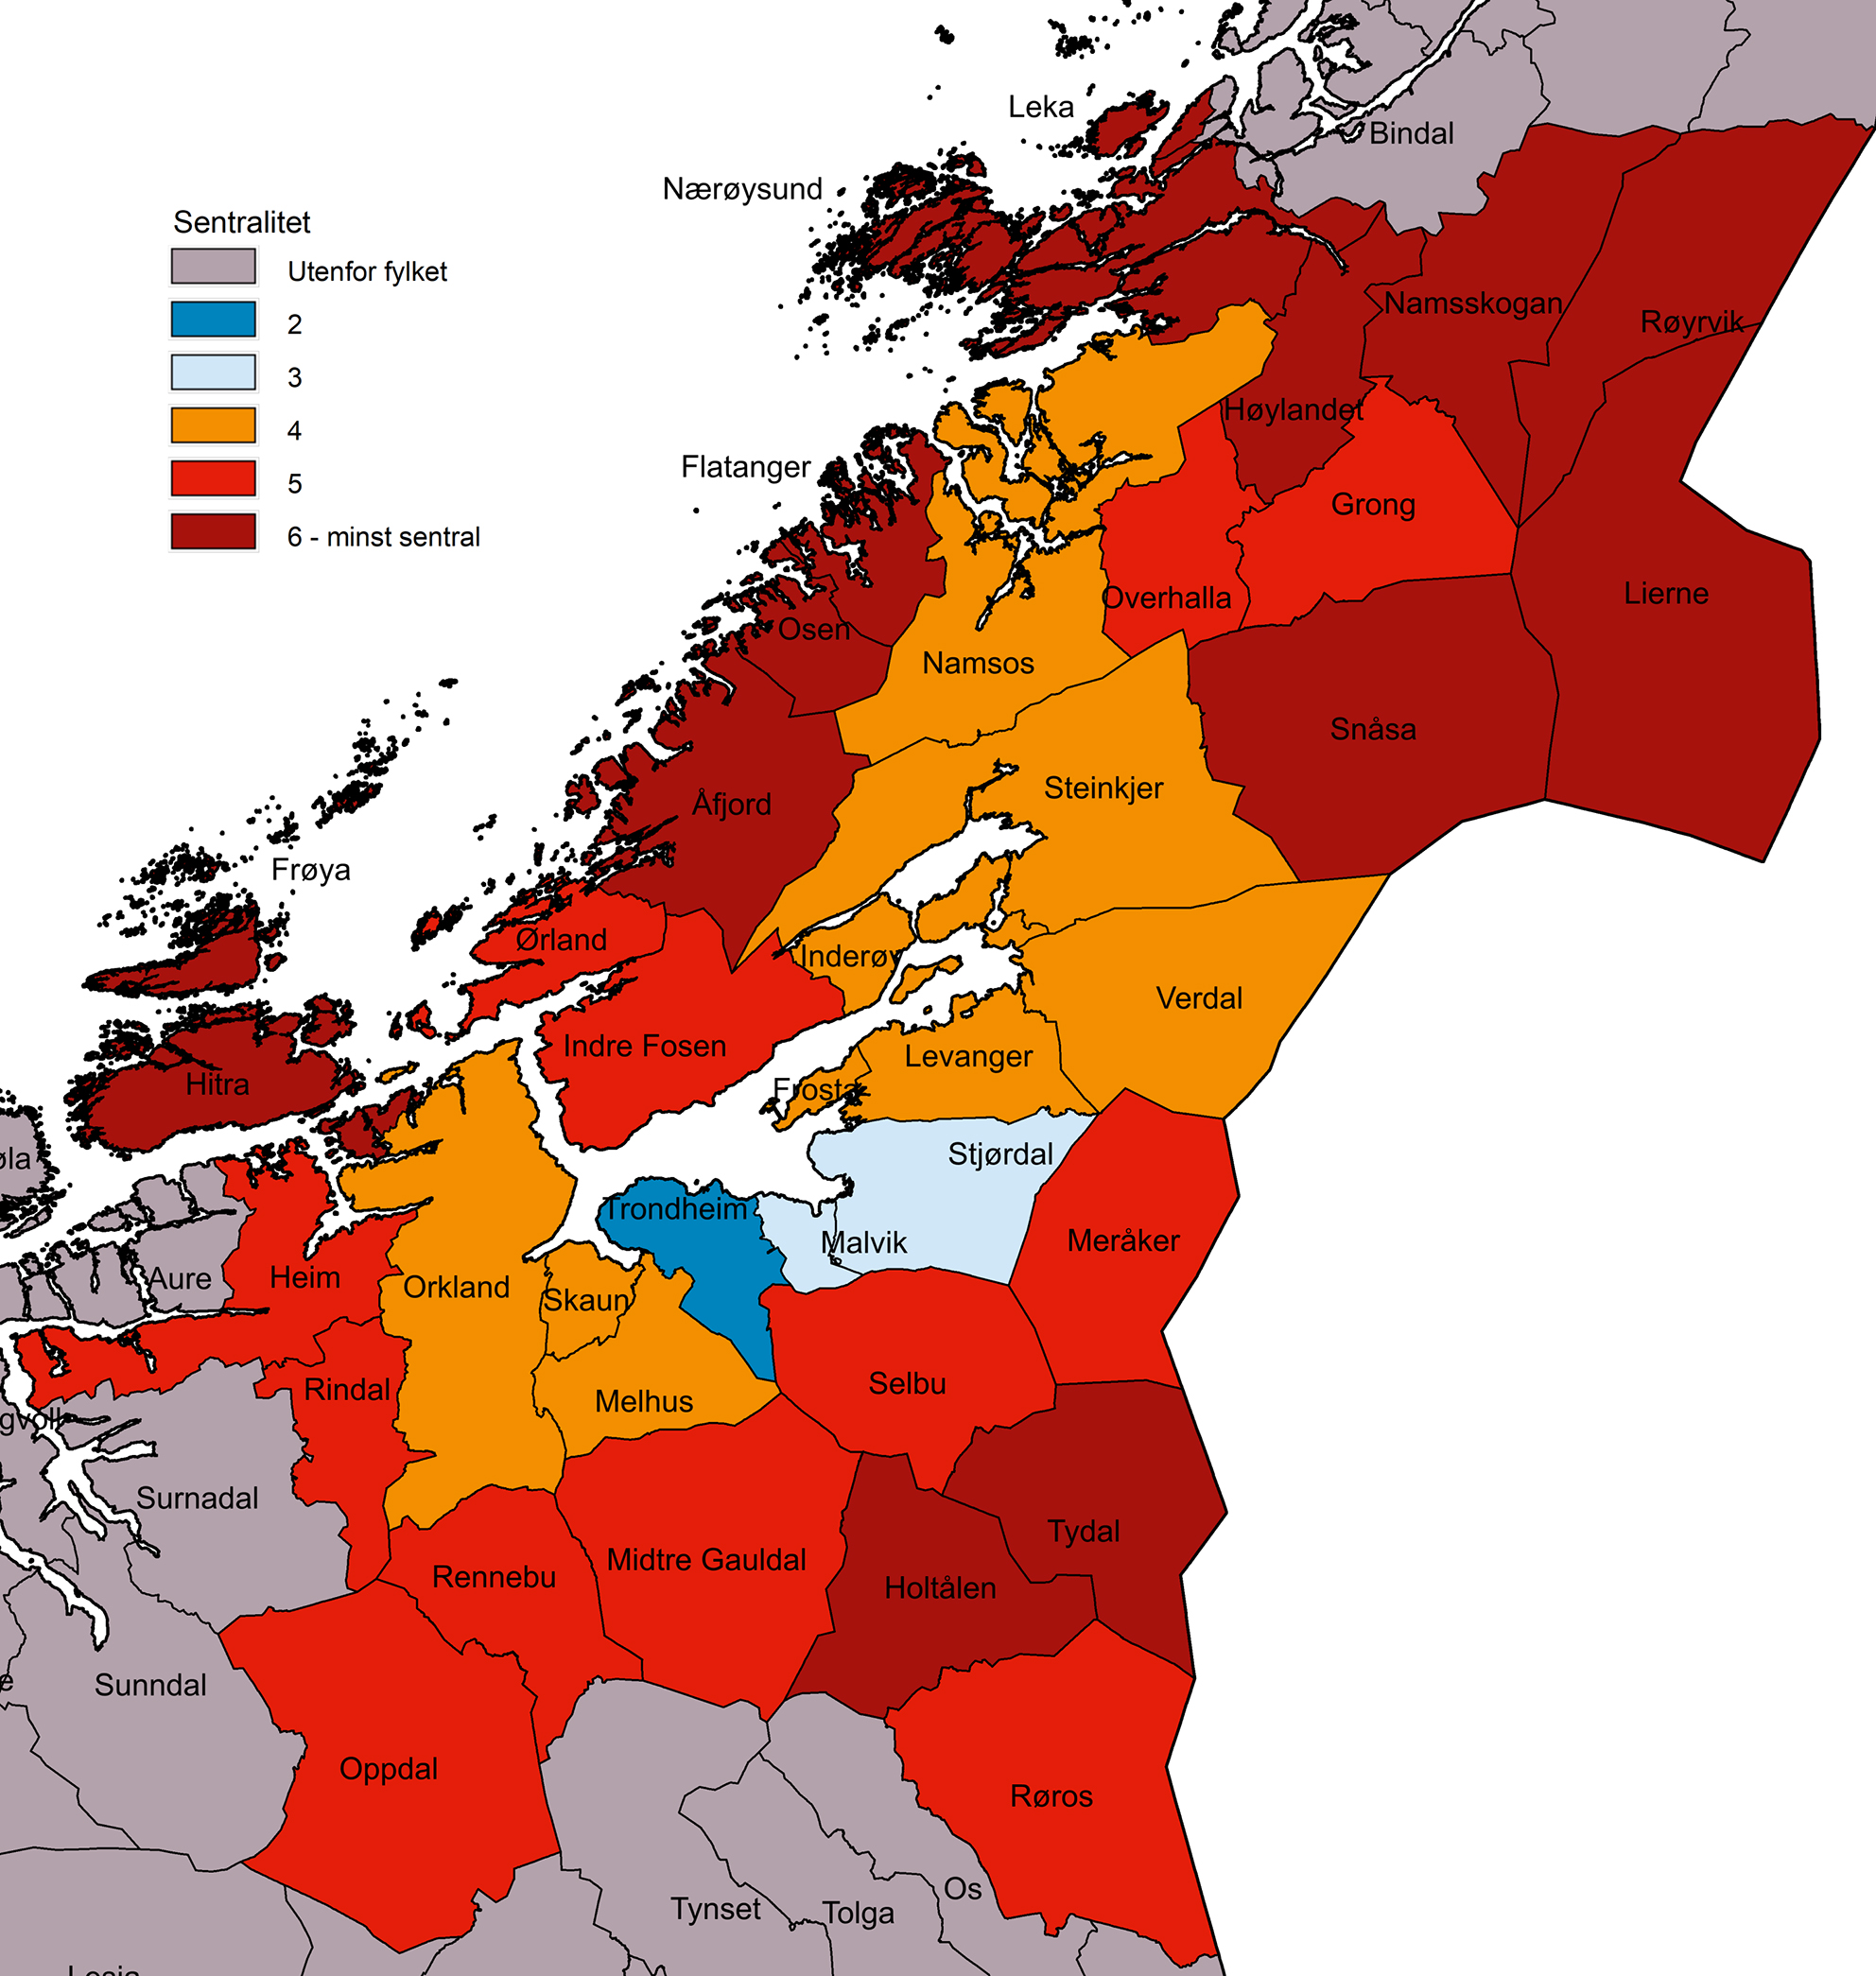 Leka
Bindal
Nærøysund
Sentralitet
Utenfor fylket
2
3
4
5
6 - minst sentral
Namsskogan
Røyrvik
Høylandet
Flatanger
Grong
Overhalla
Lierne
Osen
Namsos
Snåsa
Steinkjer
Åfjord
Frøya
Ørland
Inderøy
Verdal
Indre Fosen
Levanger
Hitra
Frosta
Stjørdal
Trondheim
Malvik
Meråker
Aure
Heim
Orkland
Skaun
Selbu
Rindal
Melhus
Surnadal
Tydal
Midtre Gauldal
Rennebu
Holtålen
Sunndal
Oppdal
Røros
Os
Tynset
Tolga